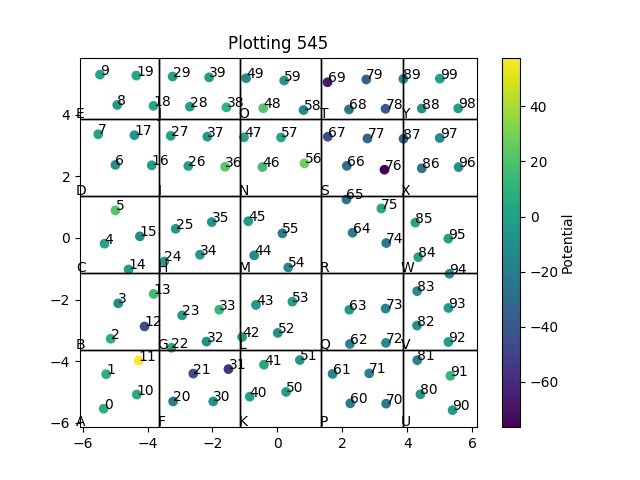 Plotting 545
9 19 29 39 49 59 69 79 89 99
8 18 28 38 48 58 68 78 88 98
4 E J O T Y
7 17 27 37 47 57 67 77 87 97
6 16 26 36 46 56 66 76 86 96
2 D I N S X
5 15 25 35 45 55 65 75 85 95
4 14 24 34 44 54 64 74 84 94
0 C H M R W
3 13 23 33 43 53 63 73 83 93
−2
2 12 22 32 42 52 62 72 82 92
B G L Q V
−4
1 11 21 31 41 51 61 71 81 91
0 10 20 30 40 50 60 70 80 90
−6 A F K P U
−6 −4 −2 0 2 4 6
40
20
0
−20
−40
−60
Potential